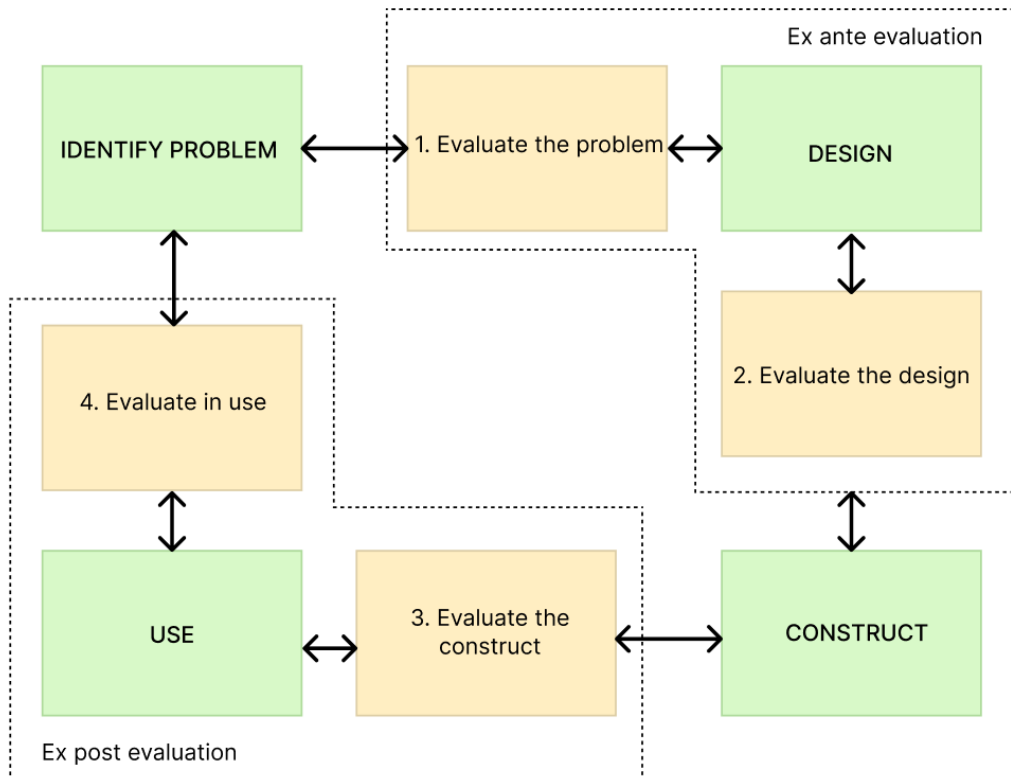 Ex ante evaluation
IDENTIFY PROBLEM
1. Evaluate the problem
DESIGN
2. Evaluate the design
4. Evaluate in use
USE
3. Evaluate the
construct
CONSTRUCT
Ex post evaluation